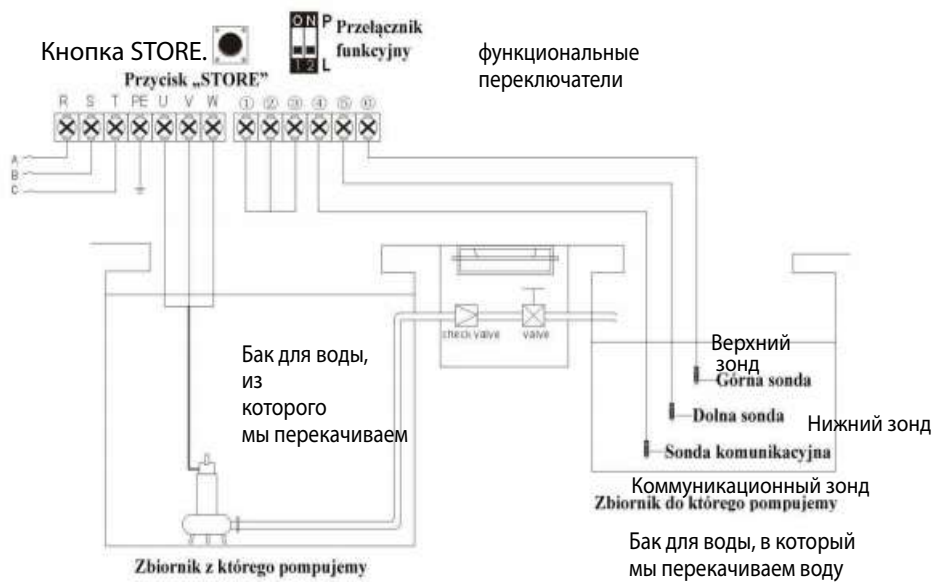 ON P Przełącznik
Кнопка STORE. 1 2 L funkcyjny
функциональные
переключатели
Przycisk „STORE”
R S T PE U V W ① ② ③ ④ ⑤ ⑥
A
B
C
check valve
valve
Бак для воды,
из
которого
мы перекачиваем
Верхний
зонд
Górna sonda
Dolna sonda
Нижний зонд
Sonda komunikacyjna
Коммуникационный зонд
Zbiornik do którego pompujemy
Бак для воды, в который
мы перекачиваем воду
Zbiornik z którego pompujemy